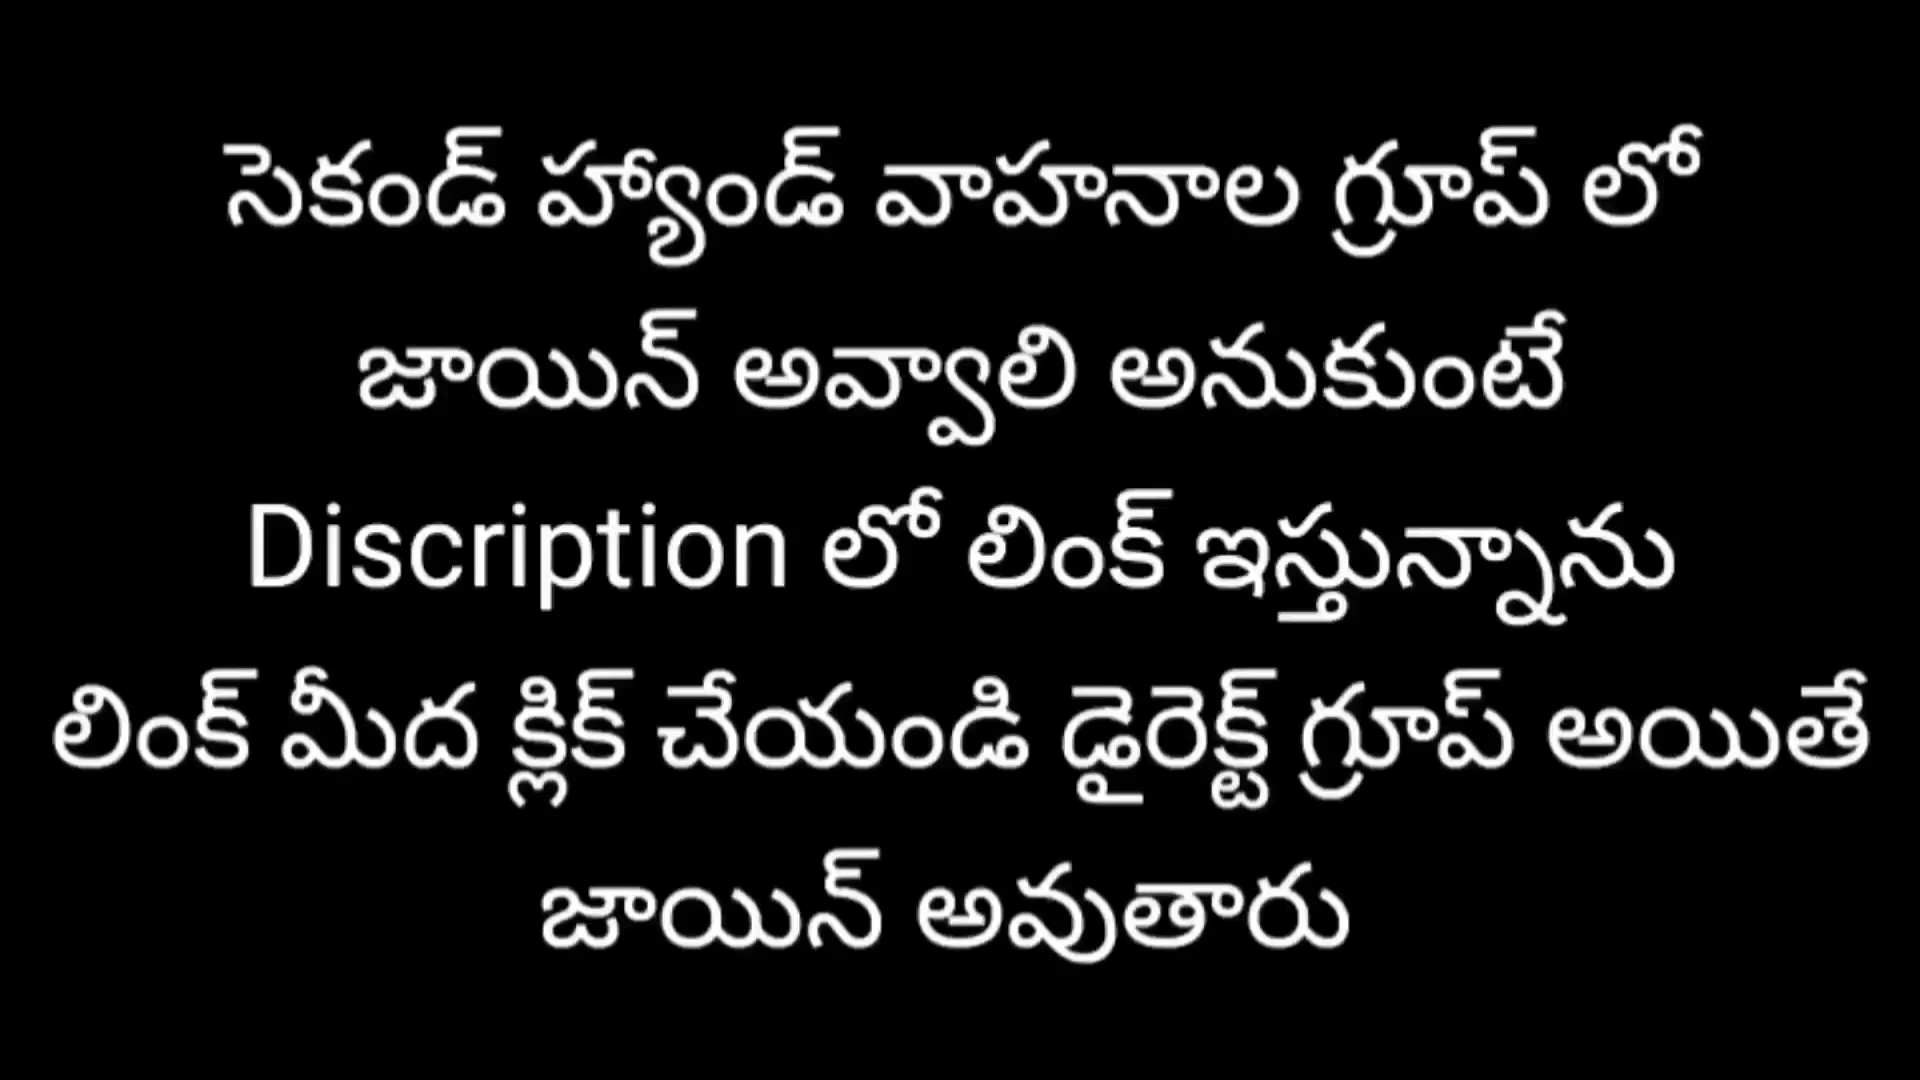 సెకండ్ హ్యాండ్ వాహనాల గ్రూప్ లో
జాయిన్ అవ్వాలి అనుకుంటే
Discription లో లింక్ ఇస్తున్నాను
లింక్ మీద క్లిక్ చేయండి డైరెక్ట్ గ్రూప్ అయితే
జాయిన్ అవుతారు